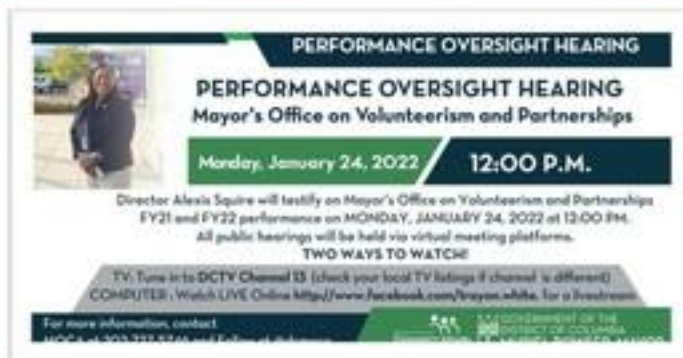 PERFORMANCE OVERSIGHT HEARING
PERFORMANCE OVERSIGHT HEARING
Mayor's Office on Volunteerism and Partnerships
Monday, January 24, 2022
12:00 P.M.
Director Alexis Squire will testify on Mayor's Office on Volunteerism and Partnerships
FY21 and FY22 performance on MONDAY, JANUARY 24, 2022 at 12:00 PM.
All public hearings will be held via virtual meeting platforms.
TWO WAYS TO WATCH!
TV: Tune in to DCTV Channel 13 (check your local TV listings if channel is different)
COMPUTER: Watch LIVE Online http://www.facebook.com/trayon.white. for a livestream
For more information, contact
GOVERNMENT OF THE
DISTRICT OF COLUMBIA